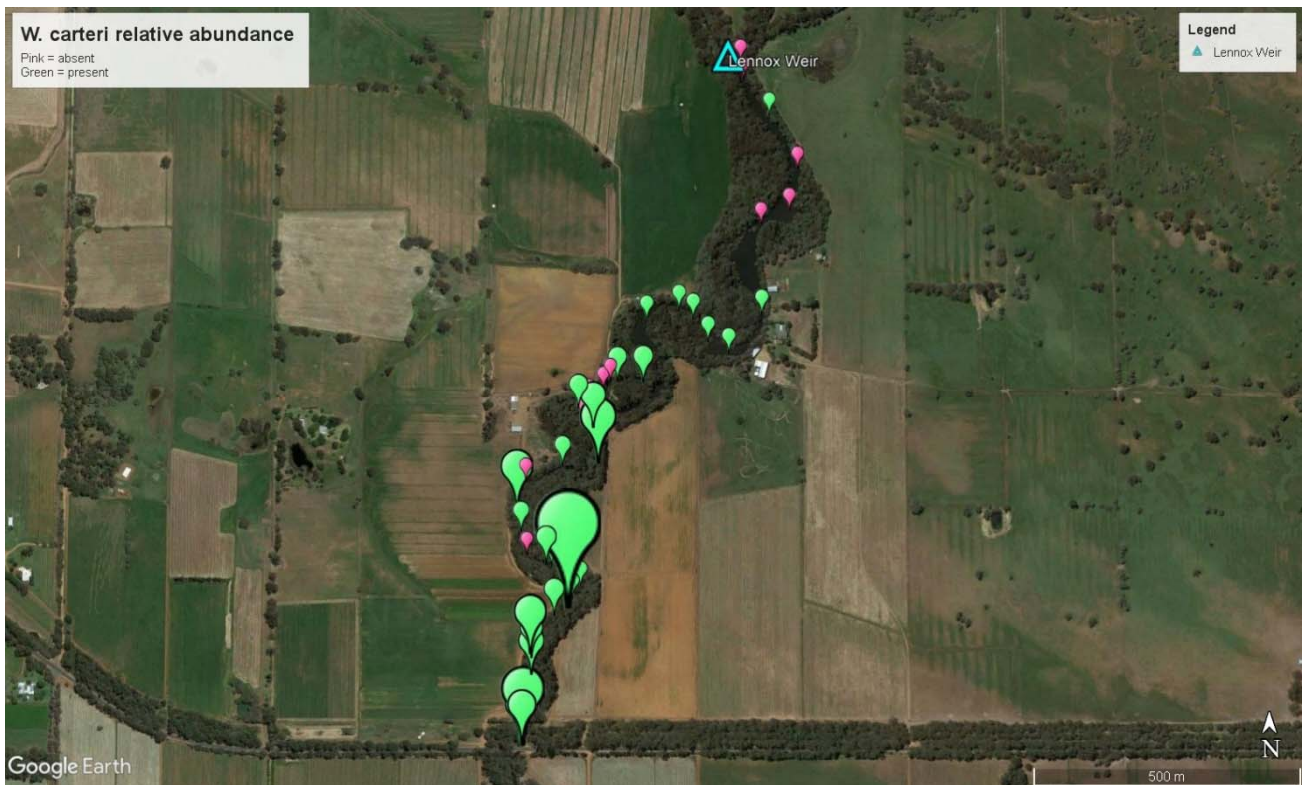 W. carteri relative abundance
Pink = absent
Green = present
Legend
Lennox Weir
Lennox Weir
N
Google Earth
500 m